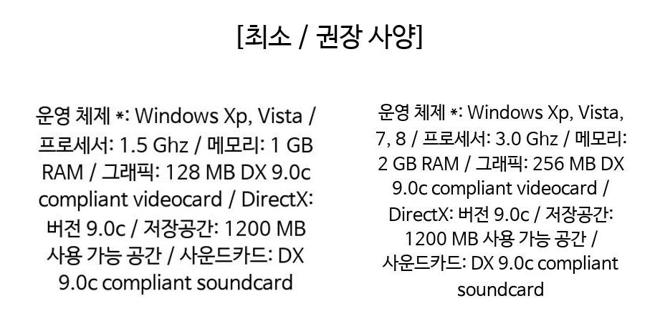 [최소 / 권장 사양]
운영 체제 *: Windows Xp, Vista /
프로세서: 1.5 Ghz / 메모리: 1 GB
RAM / 그래픽: 128 MB DX 9.0c
compliant videocard / DirectX:
버전 9.0c / 저장공간: 1200 MB
사용 가능 공간 / 사운드카드: DX
9.0c compliant soundcard
운영 체제 *: Windows Xp, Vista,
7, 8 / 프로세서: 3.0 Ghz / 메모리:
2 GB RAM / 그래픽: 256 MB DX
9.0c compliant videocard /
DirectX: 버전 9.0c / 저장공간:
1200 MB 사용 가능 공간 /
사운드카드: DX 9.0c compliant
soundcard